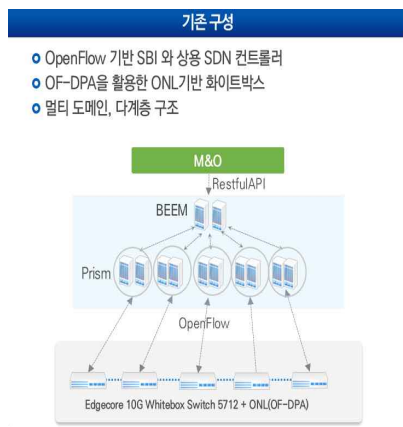 기존 구성
OpenFlow 기반 SBI 와 상용 SDN 컨트롤러
OF-DPA을 활용한 ONL기반 화이트박스
멀티 도메인, 다계층 구조
M&O
RestfulAPI
BEEM
Prism
OpenFlow
Edgecore 10G Whitebox Switch 5712 + ONL(OF-DPA)